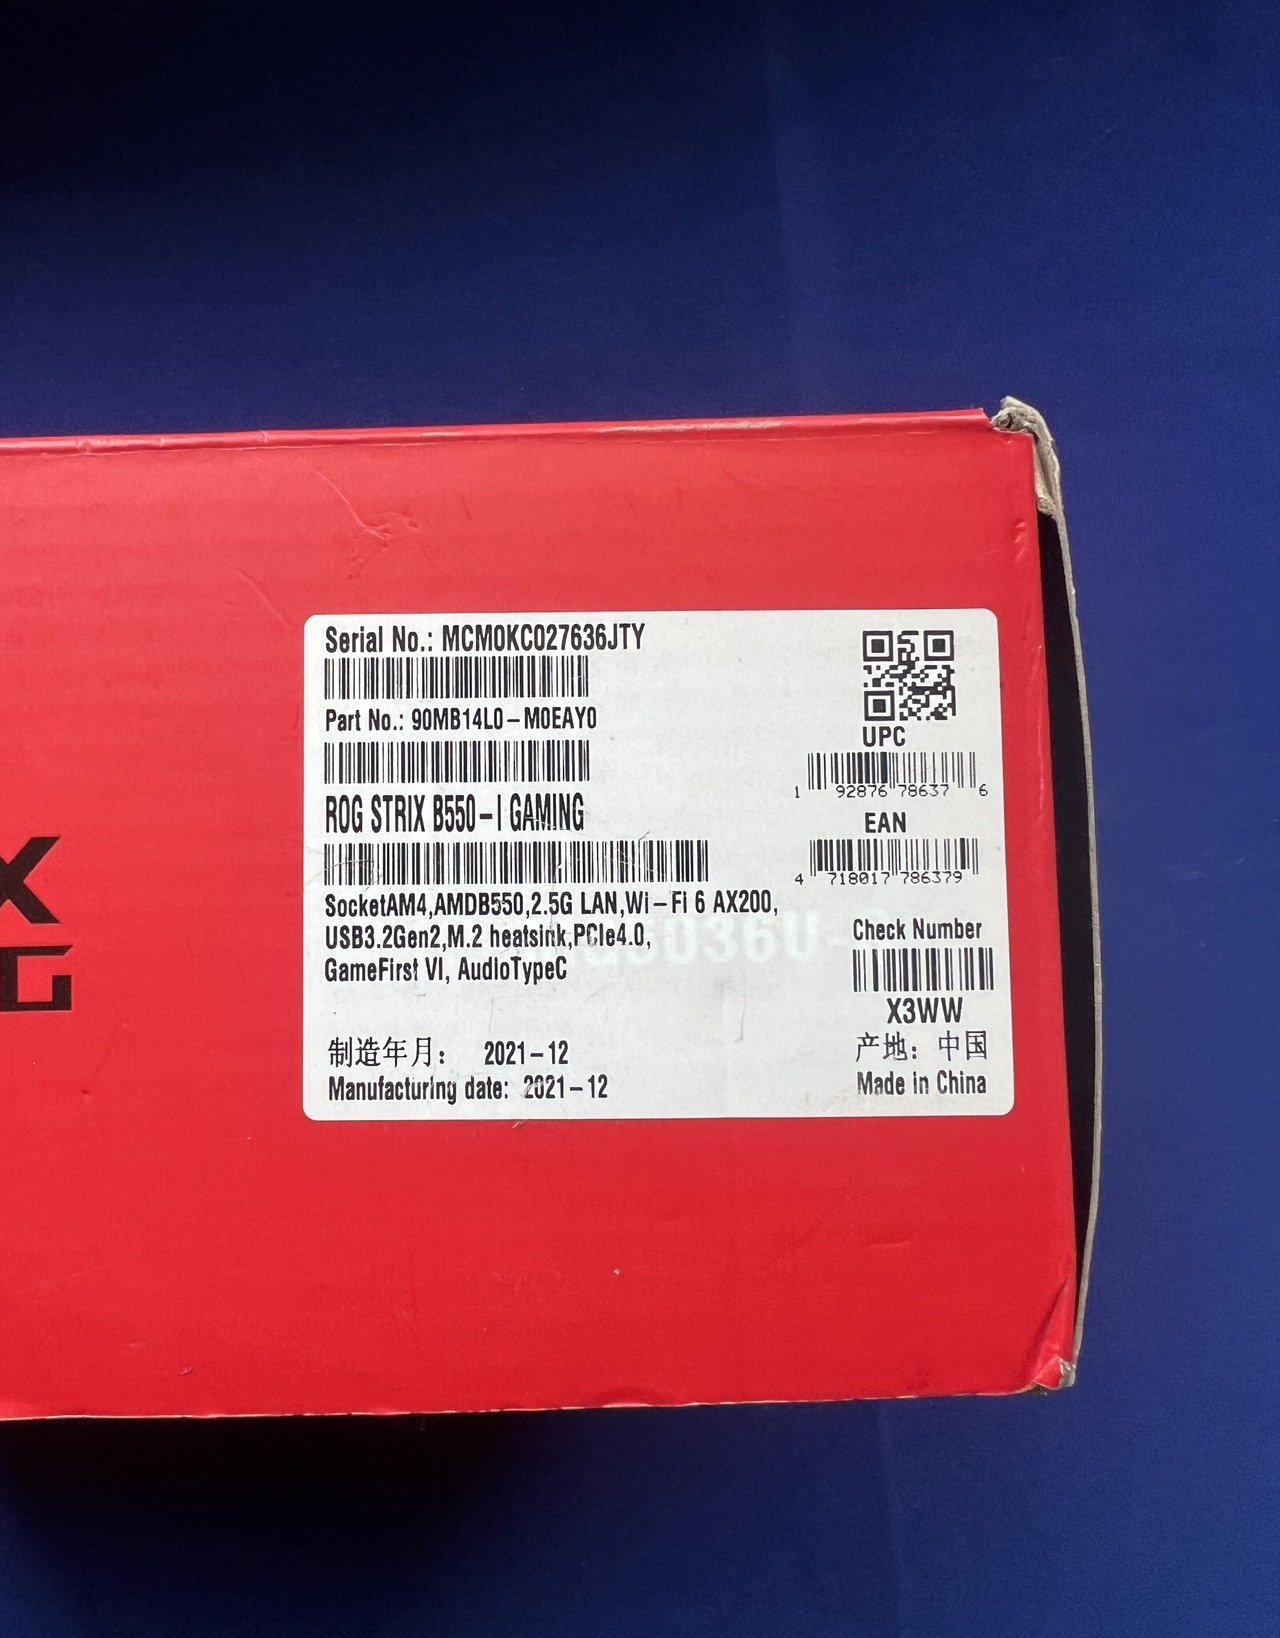 X
G
Serial No.: MCM0KC027636JTY
Part No.: 90MB14L0-M0EAY0
ROG STRIX B550-I GAMING
SocketAM4,AMDB550,2.5G LAN,Wi-Fi 6 AX200,
USB3.2Gen2,M.2 heatsink,PCIe4.0,
GameFirst VI, AudioTypeC
制造年月: 2021-12
Manufacturing date: 2021-12
UPC
1 92876 78637 6
EAN
4 718017 786379
Check Number
X3WW
产地: 中国
Made in China